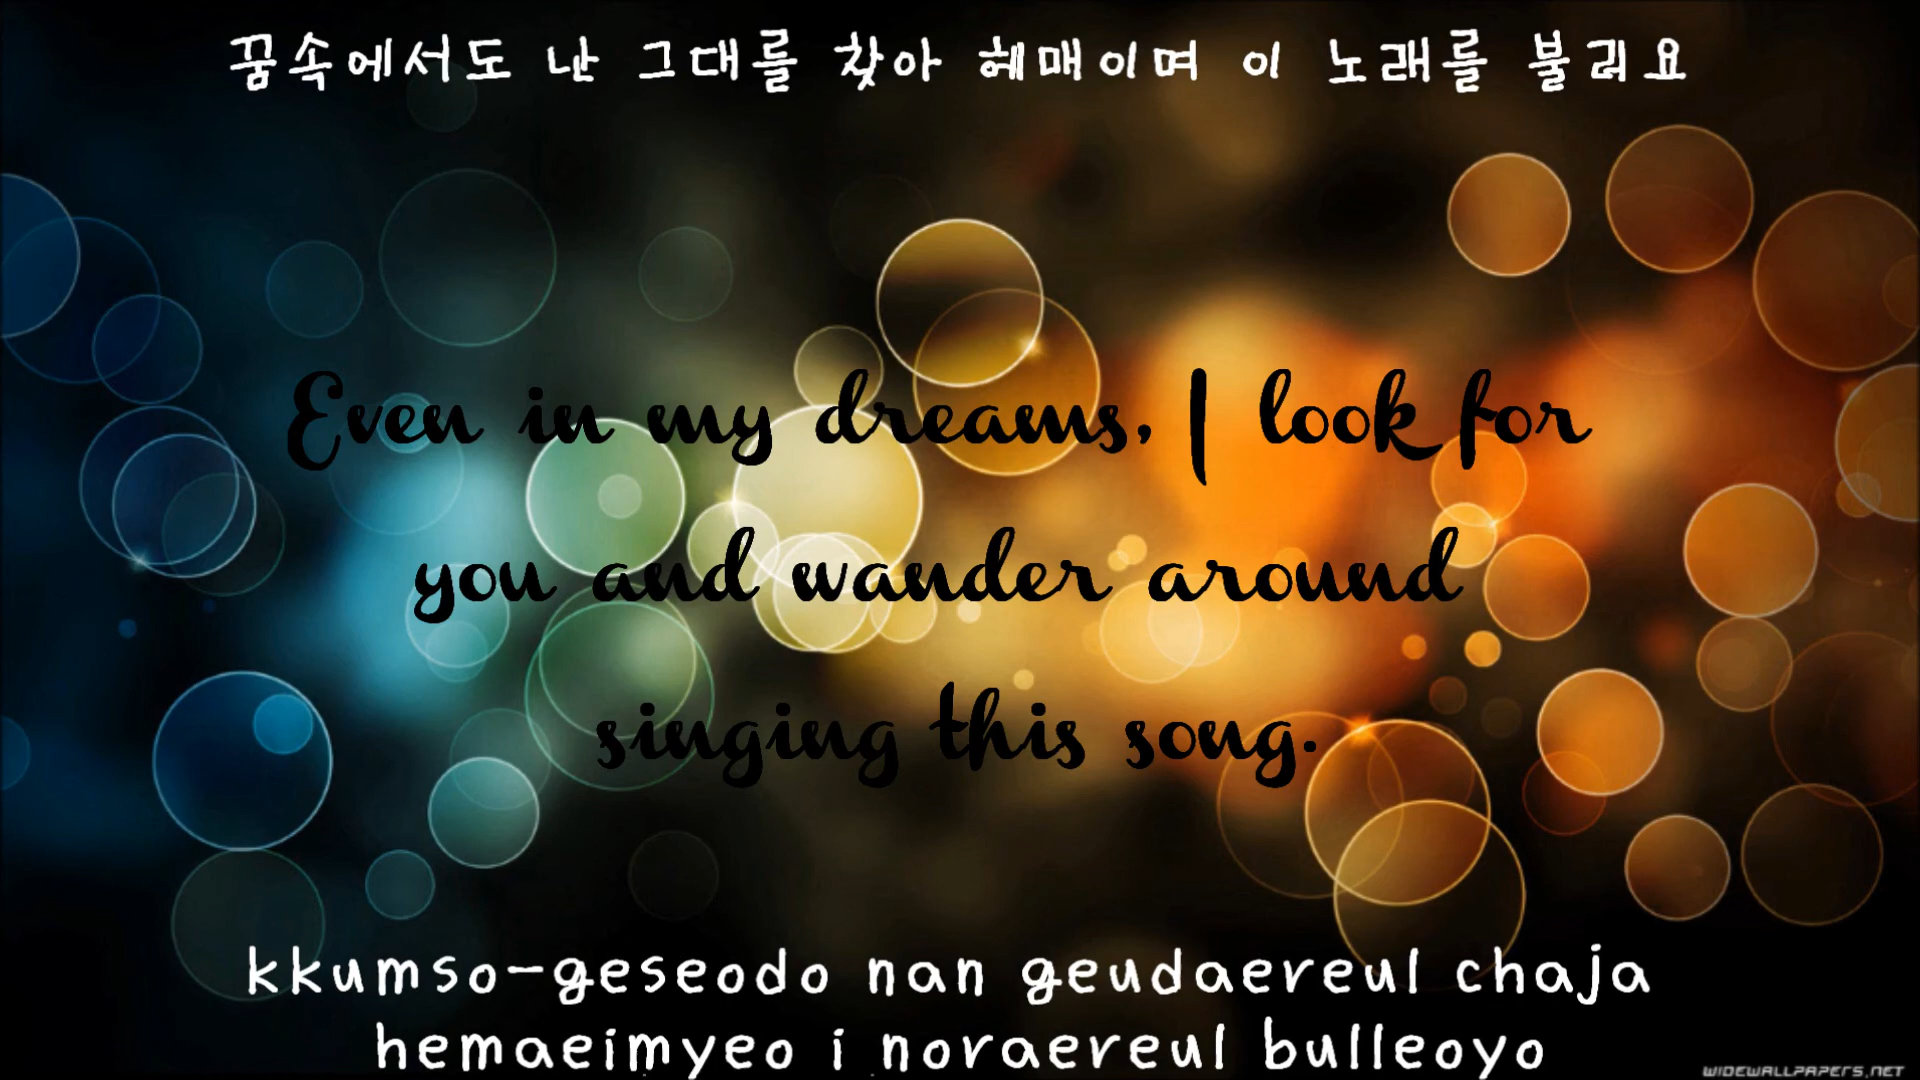 꿈속에서도 난 그대를 찾아 헤매이며 이 노래를 불러요
Even in my dreams, I look for
you and wander around
singing this song.
kkumso-geseodo nan geudaereul chaja
hemaeimyeo i noraereul bulleoyo
WIDEWALLPAPERS.NET